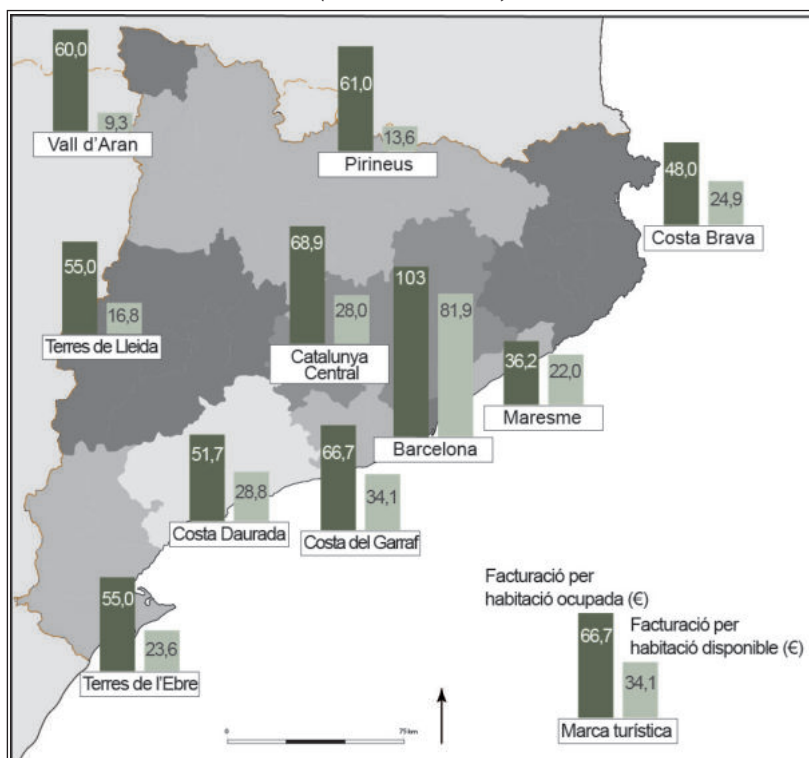 60,0
9,3
Vall d'Aran
61,0
13,6
Pirineus
48,0
24,9
Costa Brava
55,0
16,8
Terres de Lleida
68,9
28,0
Catalunya
Central
103
81,9
Barcelona
36,2
22,0
Maresme
51,7
28,8
Costa Daurada
66,7
34,1
Costa del Garraf
55,0
23,6
Terres de l'Ebre
Facturació per
habitació ocupada (€)
66,7
Facturació per
habitació disponible (€)
34,1
Marca turística
0
75 km